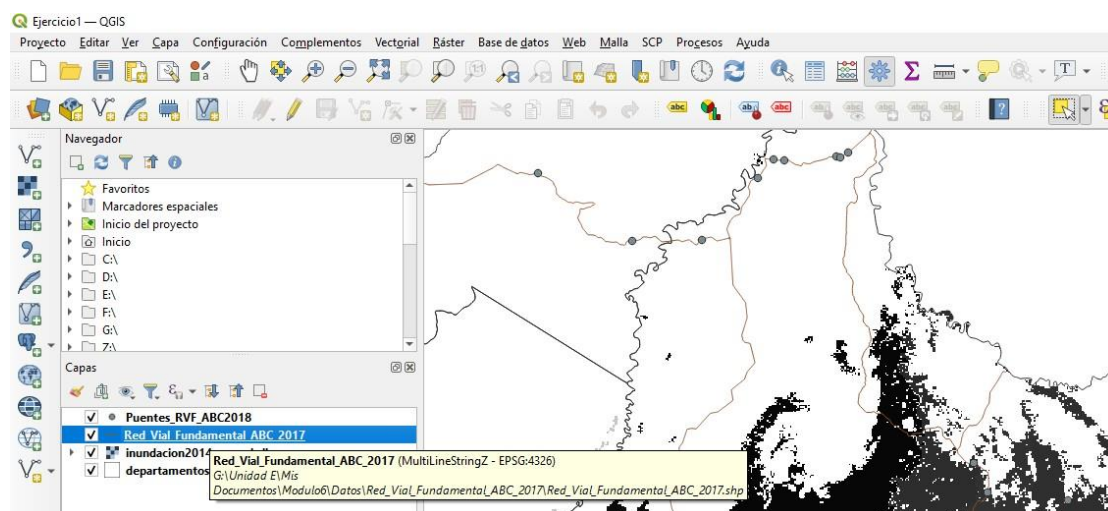 Ejercicio1 — QGIS
Proyecto Editar Ver Capa Configuración Complementos Vectorial Ráster Base de datos Web Malla SCP Procesos Ayuda
Navegador
Favoritos
Marcadores espaciales
Inicio del proyecto
Inicio
C:\
D:\
E:\
F:\
G:\
Z:\
Capas
Puentes_RVF_ABC2018
Red_Vial_Fundamental_ABC_2017
inundacion2014
departamentos
Red_Vial_Fundamental_ABC_2017 (MultiLineStringZ - EPSG:4326)
G:\Unidad E\Mis
Documentos\Modulo6\Datos\Red_Vial_Fundamental_ABC_2017\Red_Vial_Fundamental_ABC_2017.shp